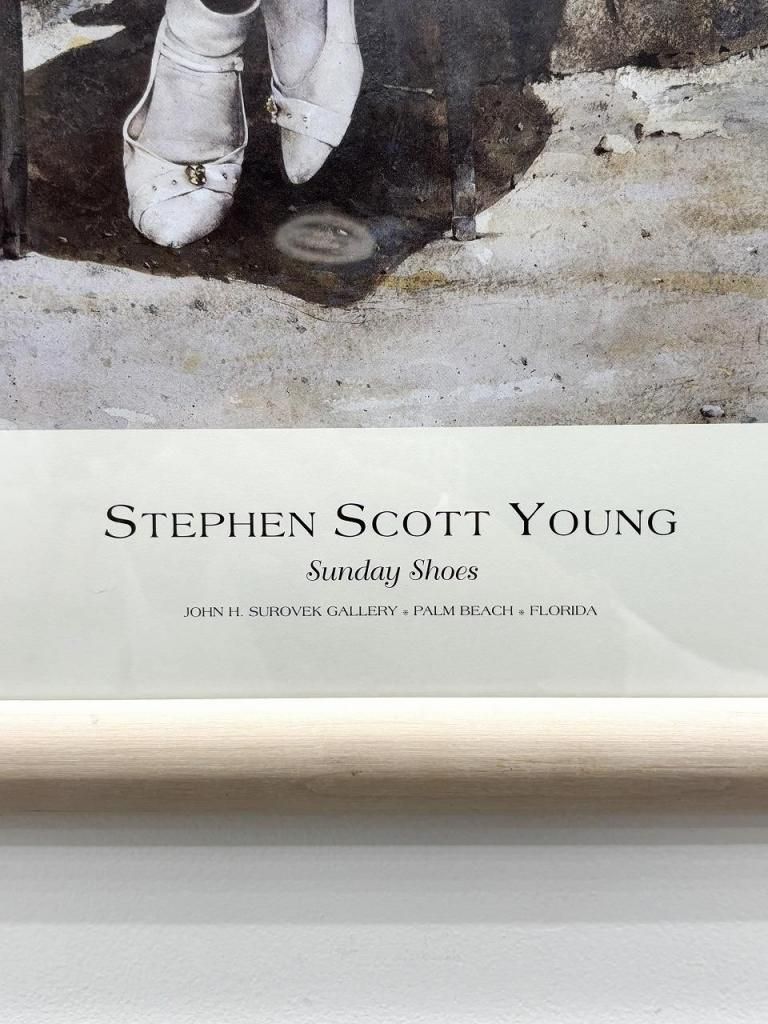 Stephen Scott Young
Sunday Shoes
JOHN H. SUROVEK GALLERY * PALM BEACH * FLORIDA